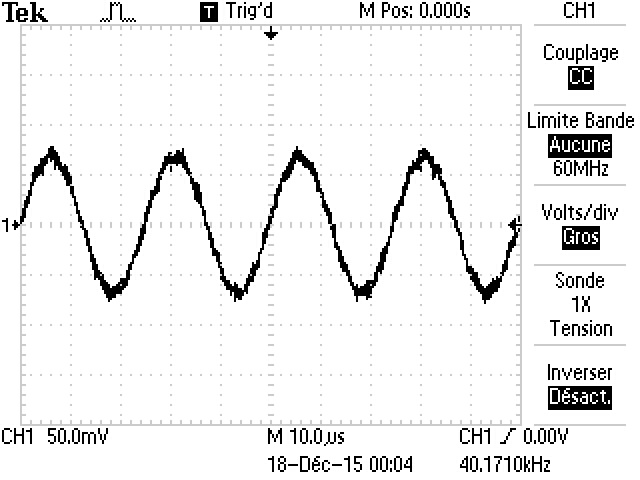 Tek T Trig'd M Pos: 0.000s CH1
Couplage
CC
Limite Bande
Aucune
60MHz
1
Volts/div
Gros
Sonde
1X
Tension
Inverser
Désact.
CH1 50.0mV M 10.0µs CH1 0.00V
18-Déc-15 00:04 40.1710kHz